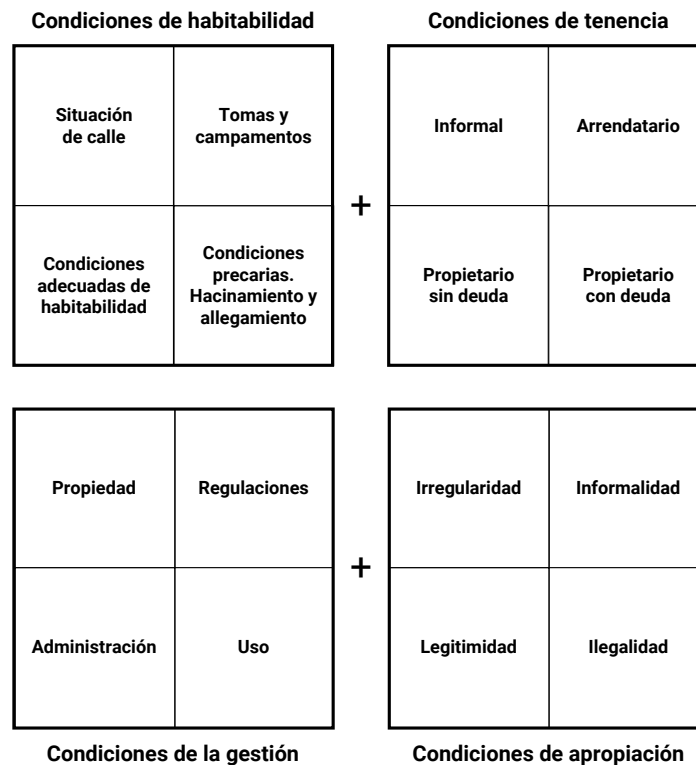 Condiciones de habitabilidad
Condiciones de tenencia
Situación
de calle
Tomas y
campamentos
Informal
Arrendatario
+
Condiciones
adecuadas de
habitabilidad
Condiciones
precarias.
Hacinamiento y
allegamiento
Propietario
sin deuda
Propietario
con deuda
Propiedad
Regulaciones
Irregularidad
Informalidad
+
Administración
Uso
Legitimidad
Ilegalidad
Condiciones de la gestión
Condiciones de apropiación